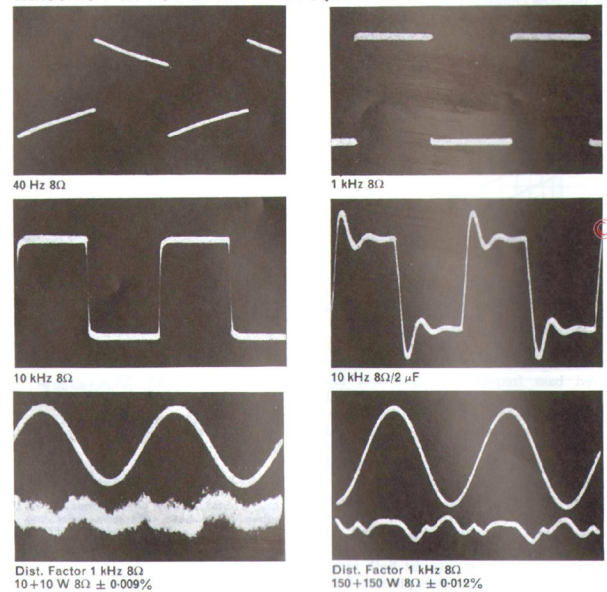 40 Hz 8Ω
1 kHz 8Ω
10 kHz 8Ω
10 kHz 8Ω/2 μF
Dist. Factor 1 kHz 8Ω
10+10 W 8Ω ± 0·009%
Dist. Factor 1 kHz 8Ω
150+150 W 8Ω ± 0·012%